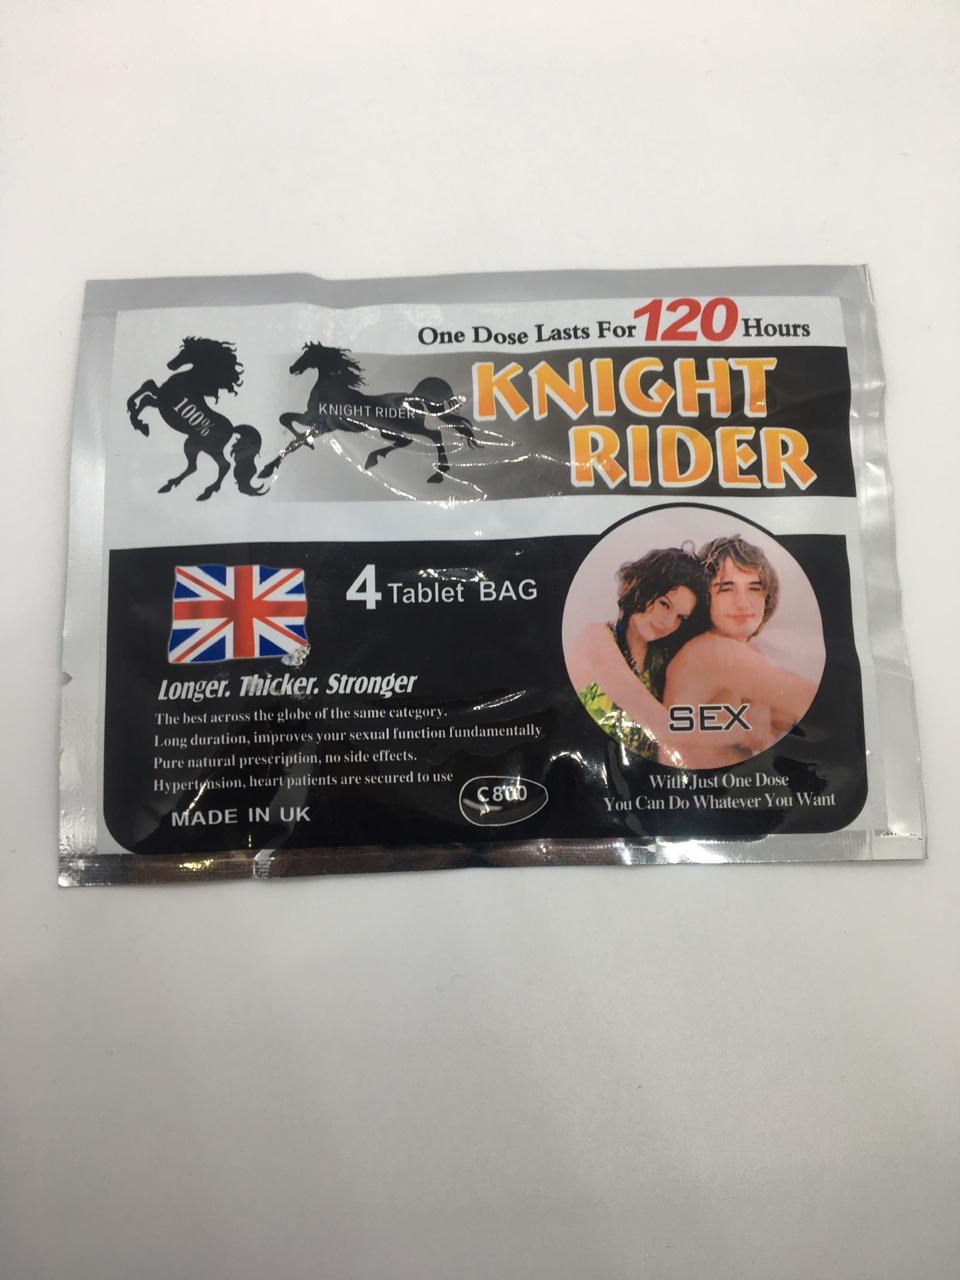 One Dose Lasts For 120 Hours
100%
KNIGHT RIDER
KNIGHT
RIDER
4 Tablet BAG
Longer. Thicker. Stronger
The best across the globe of the same category.
Long duration, improves your sexual function fundamentally
Pure natural prescription, no side effects.
Hypertension, heart patients are secured to use
MADE IN UK
C800
SEX
With Just One Dose
You Can Do Whatever You Want